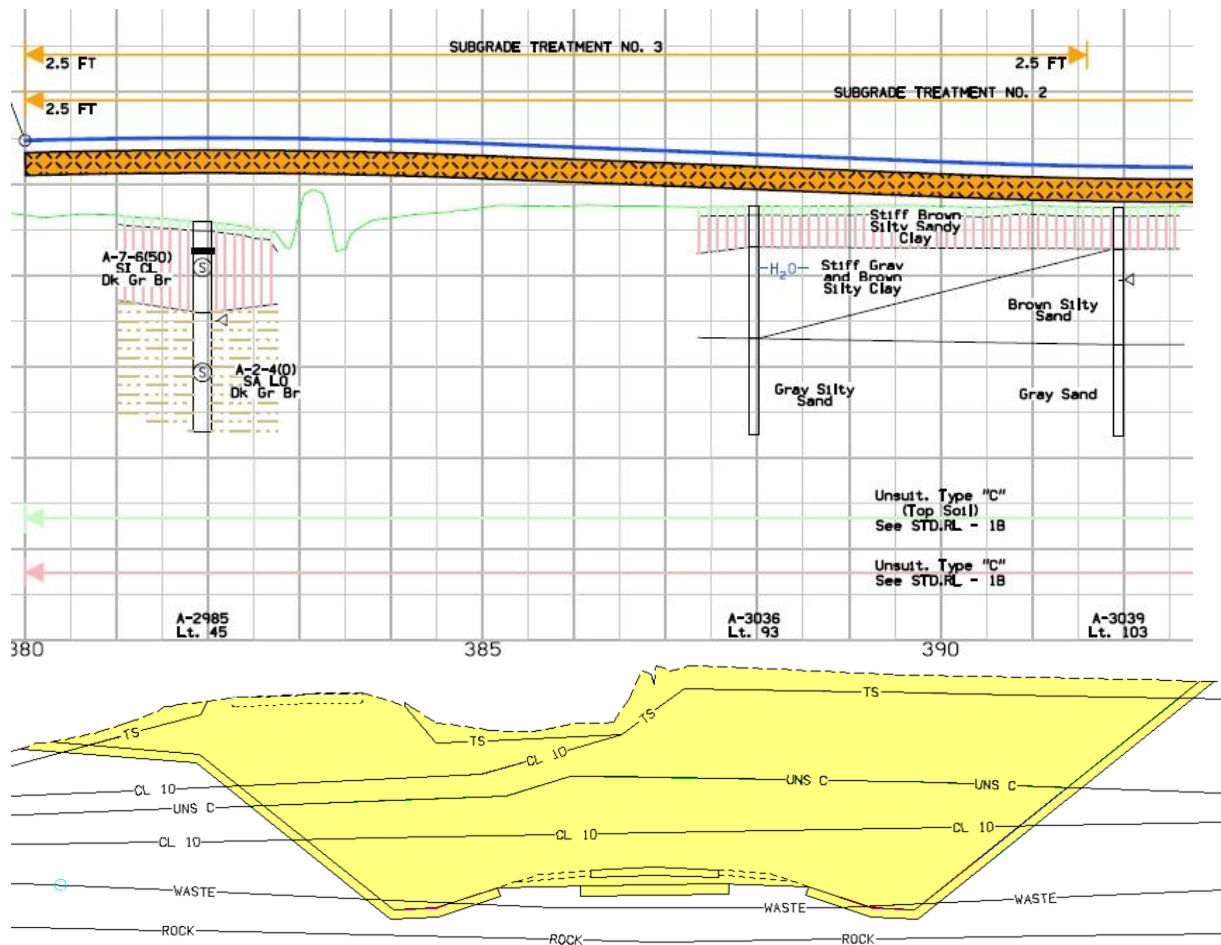 SUBGRADE TREATMENT NO. 3
2.5 FT
2.5 FT
SUBGRADE TREATMENT NO. 2
2.5 FT
Stiff Brown
Silty Sandy
Clay
A-7-6(50)
SI CL
Dk Gr Br
S
H2O
Stiff Gray
and Brown
Silty Clay
Brown Silty
Sand
S
A-2-4(0)
SA LO
Dk Gr Br
Gray Silty
Sand
Gray Sand
Unsuit. Type "C"
(Top Soil)
See STD.RL - 1B
Unsuit. Type "C"
See STD.RL - 1B
A-2985
Lt. 45
A-3036
Lt. 93
A-3039
Lt. 103
380
385
390
TS
TS
TS
TS
CL 10
CL 10
UNS C
UNS C
UNS C
CL 10
CL 10
CL 10
WASTE
WASTE
WASTE
ROCK
ROCK
ROCK